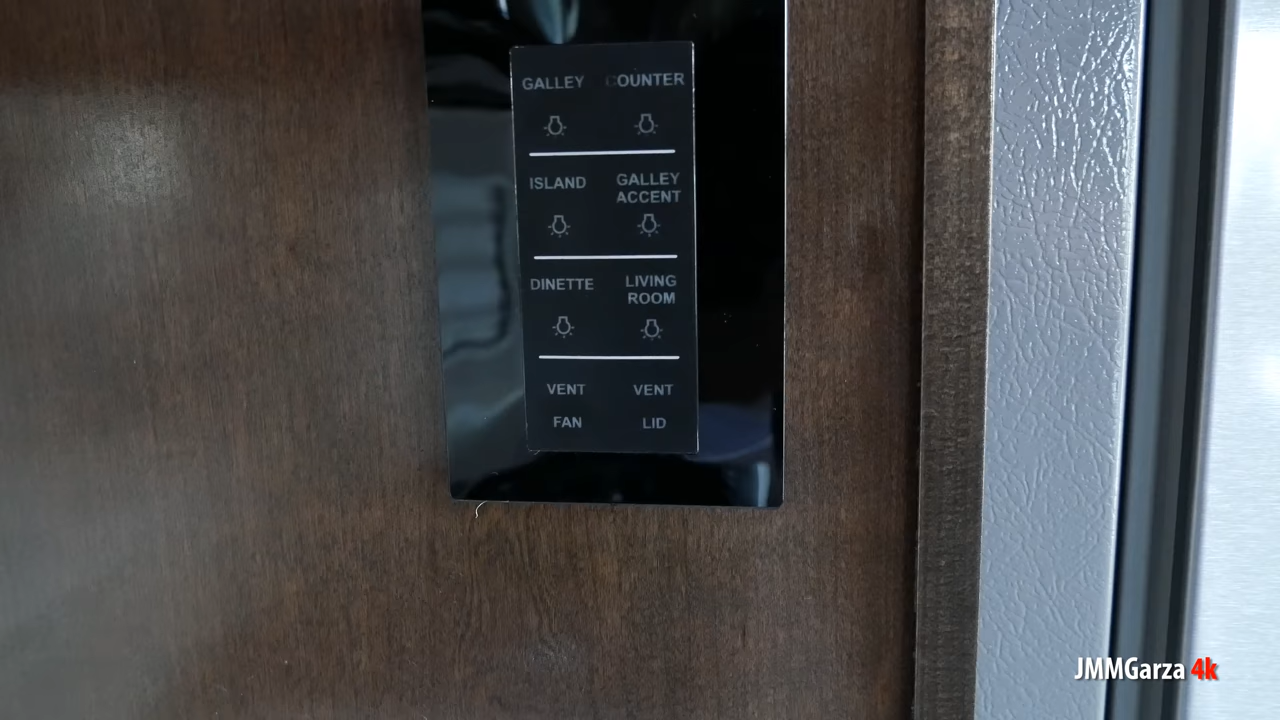 GALLEY COUNTER
ISLAND GALLEY ACCENT
DINETTE LIVING ROOM
VENT VENT
FAN LID
JMMGarza 4k